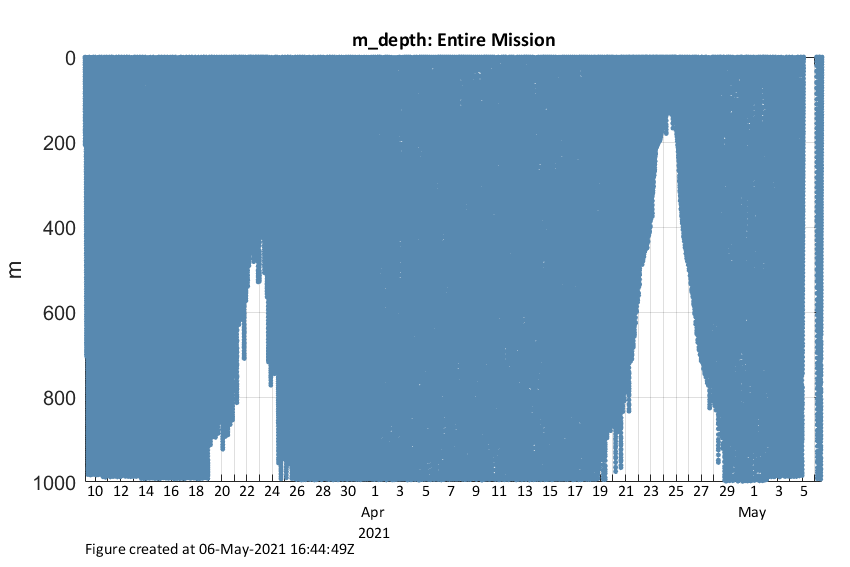 m_depth: Entire Mission
0
200
400
600
800
1000
m
10 12 14 16 18 20 22 24 26 28 30 1 3 5 7 9 11 13 15 17 19 21 23 25 27 29 1 3 5
Apr May
2021
Figure created at 06-May-2021 16:44:49Z